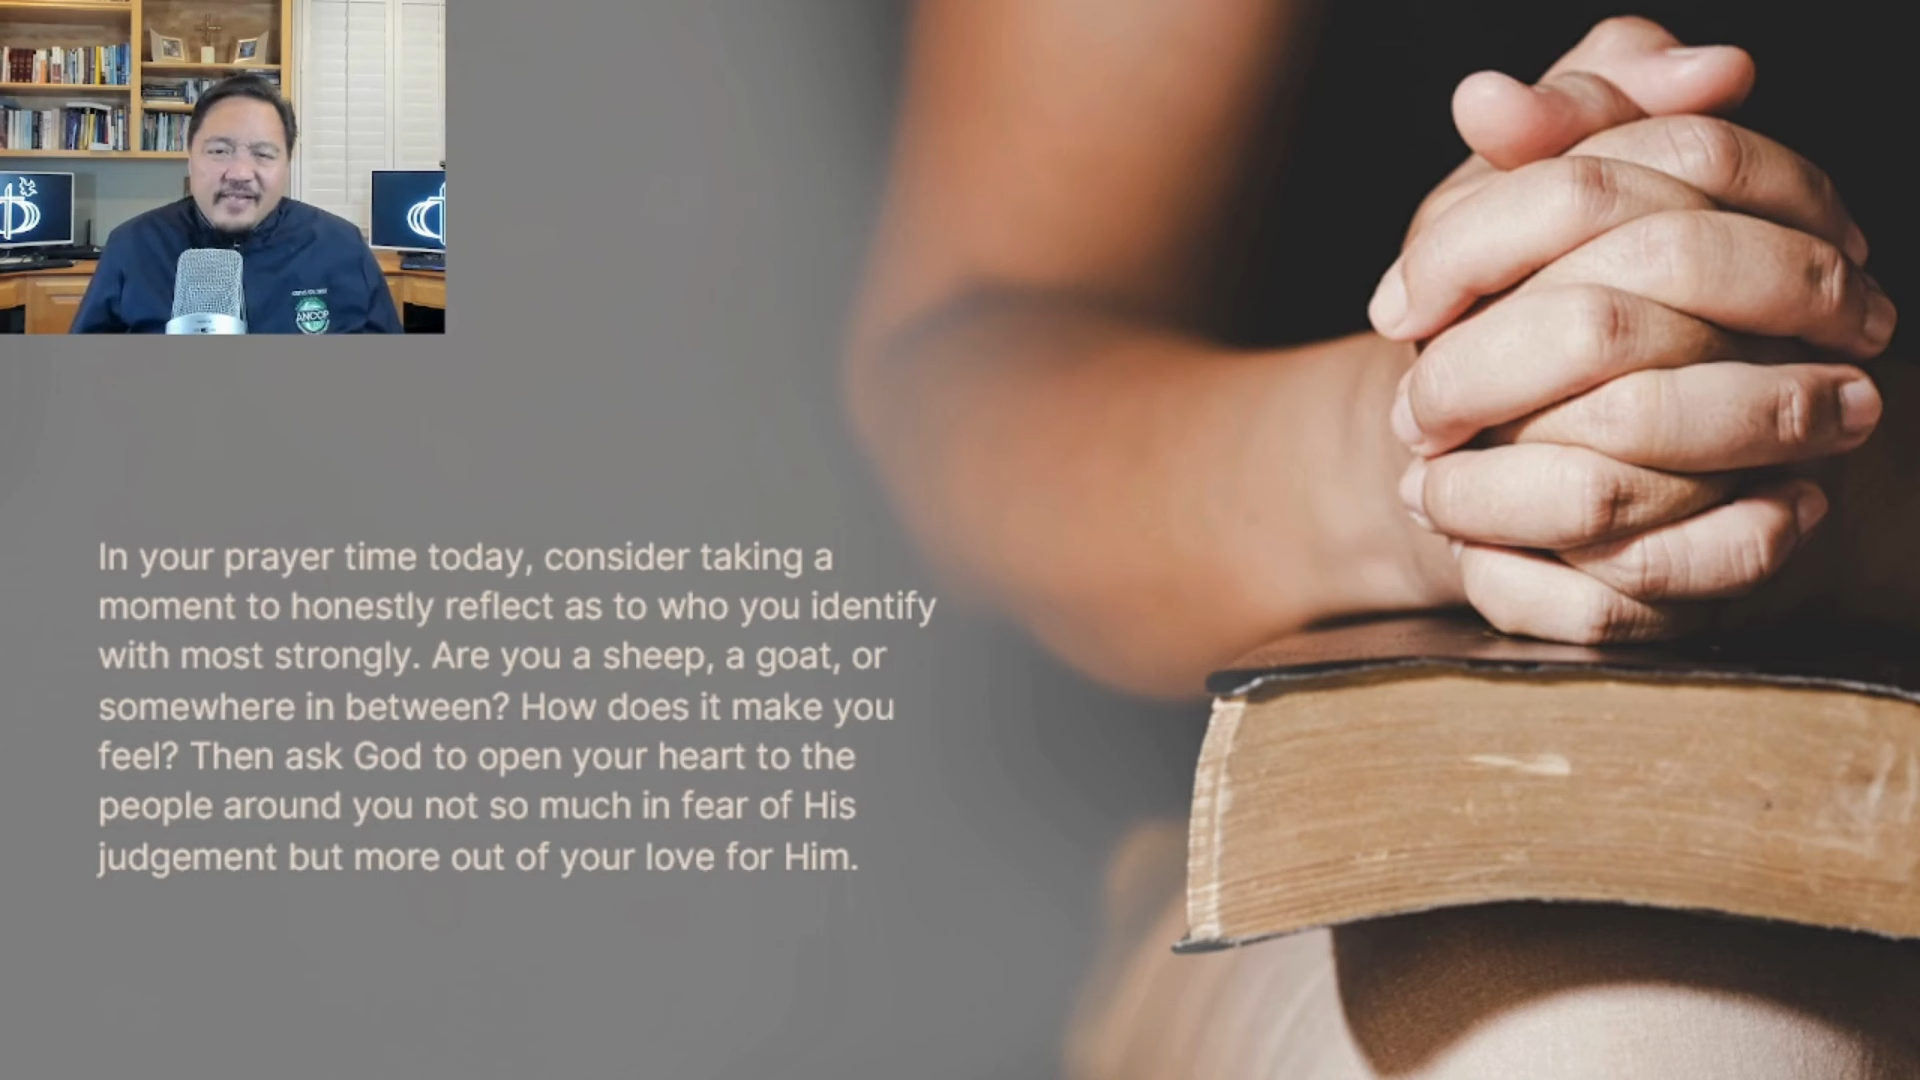 ANCOP
In your prayer time today, consider taking a
moment to honestly reflect as to who you identify
with most strongly. Are you a sheep, a goat, or
somewhere in between? How does it make you
feel? Then ask God to open your heart to the
people around you not so much in fear of His
judgement but more out of your love for Him.